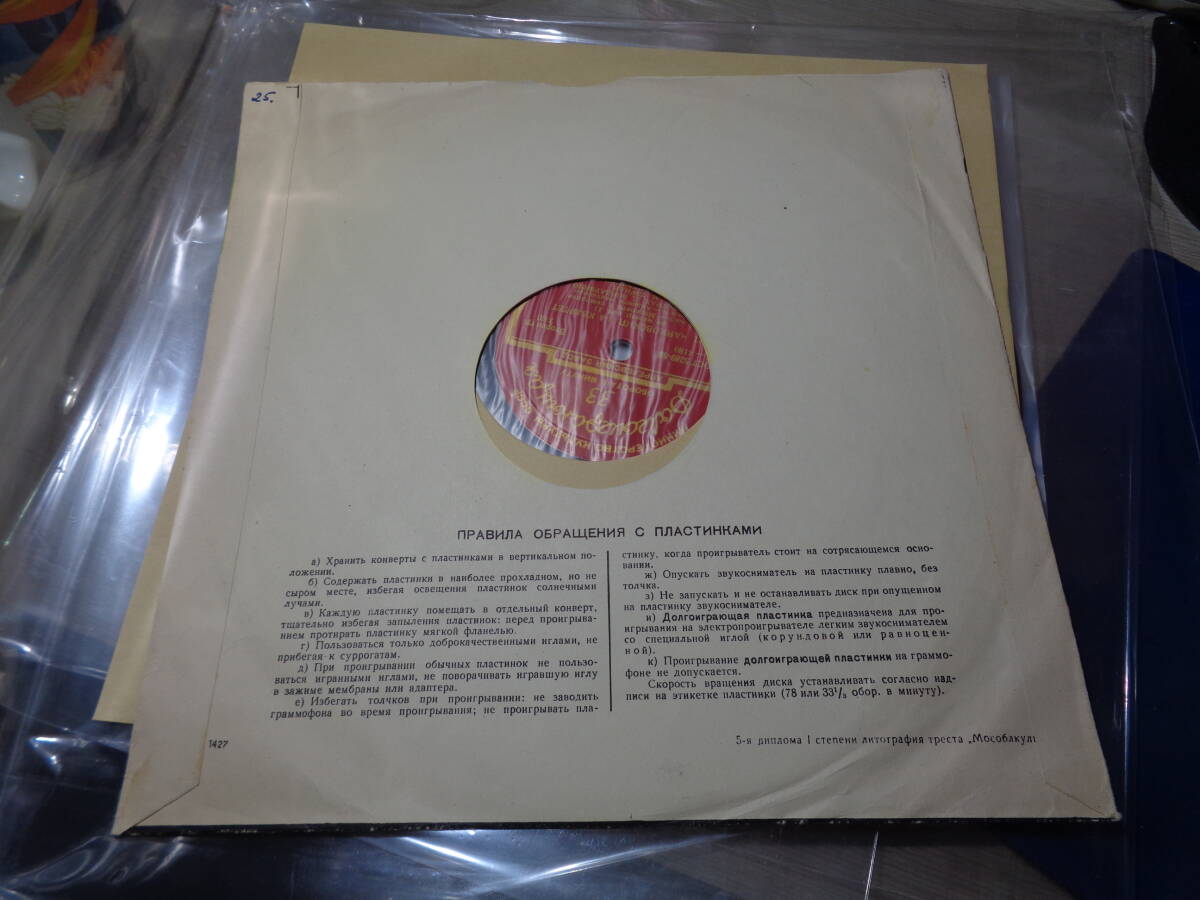 25.
33
ПРАВИЛА ОБРАЩЕНИЯ С ПЛАСТИНКАМИ
а) Хранить конверты с пластинками в вертикальном по-
ложении.
б) Содержать пластинки в наиболее прохладном, но не
сыром месте, избегая освещения пластинок солнечными
лучами.
в) Каждую пластинку помещать в отдельный конверт,
тщательно избегая запыления пластинок: перед проигрыва-
нием протирать пластинку мягкой фланелью.
г) Пользоваться только доброкачественными иглами, не
прибегая к суррогатам.
д) При проигрывании обычных пластинок не пользо-
ваться игранными иглами, не поворачивать игравшую иглу
в зажиме мембраны или адаптера.
е) Избегать толчков при проигрывании: не заводить
граммофона во время проигрывания; не проигрывать пла-
стинку, когда проигрыватель стоит на сотрясающемся осно-
вании.
ж) Опускать звукосниматель на пластинку плавно, без
толчка.
з) Не запускать и не останавливать диск при опущенном
на пластинку звукоснимателе.
и) Долгоиграющая пластинка предназначена для про-
игрывания на электропроигрывателе легким звукоснимателем
со специальной иглой (корундовой или равноцен-
ной).
к) Проигрывание долгоиграющей пластинки на граммо-
фоне не допускается.
Скорость вращения диска устанавливать согласно над-
писи на этикетке пластинки (78 или 33¹/₃ обор. в минуту).
1427
5-я диплома I степени литография треста „Мособлкул